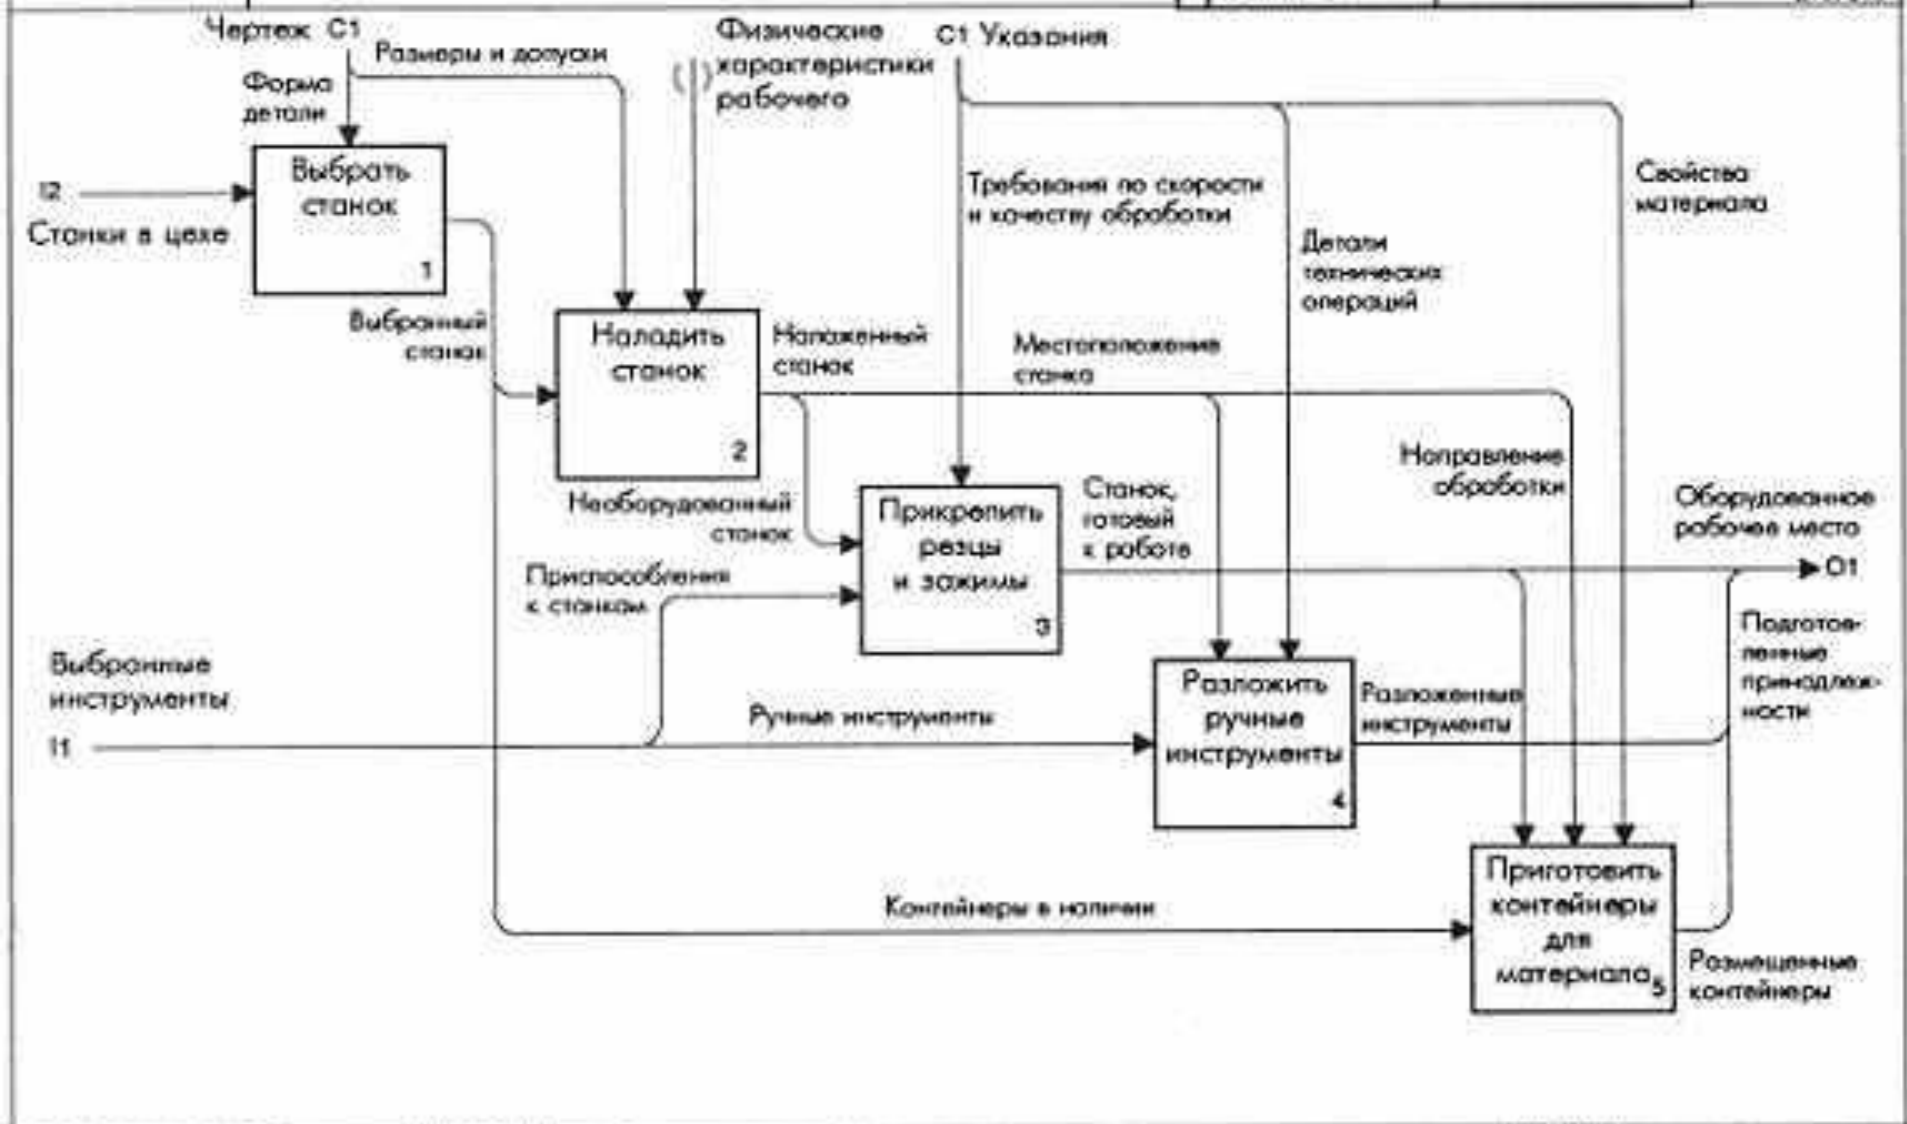 Чертеж C1
Размеры и допуски
Форма
детали
Физические
характеристики
рабочего
C1 Указания
Выбрать
станок
1
I2
Станки в цехе
Требования по скорости
и качеству обработки
Свойства
материала
Детали
технических
операций
Выбранный
станок
Наладить
станок
2
Налаженный
станок
Местоположение
станка
Направление
обработки
Необорудованный
станок
Прикрепить
резцы
и зажимы
3
Станок,
готовый
к работе
Оборудованное
рабочее место
O1
Приспособления
к станкам
Выбранные
инструменты
I1
Ручные инструменты
Разложить
ручные
инструменты
4
Разложенные
инструменты
Подготов-
ленные
принадлеж-
ности
Контейнеры в наличии
Приготовить
контейнеры
для
материала
5
Размещенные
контейнеры